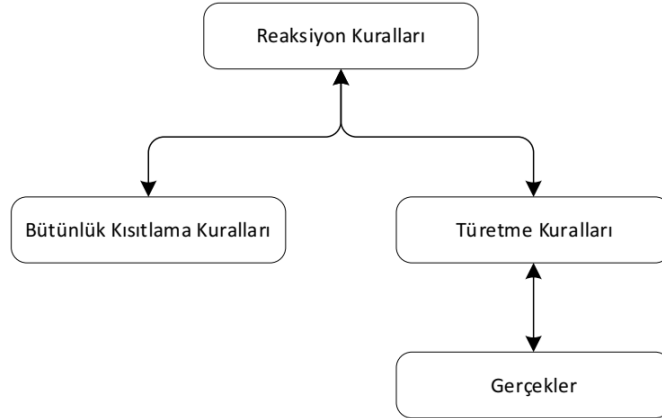 Reaksiyon Kuralları
Bütünlük Kısıtlama Kuralları
Türetme Kuralları
Gerçekler